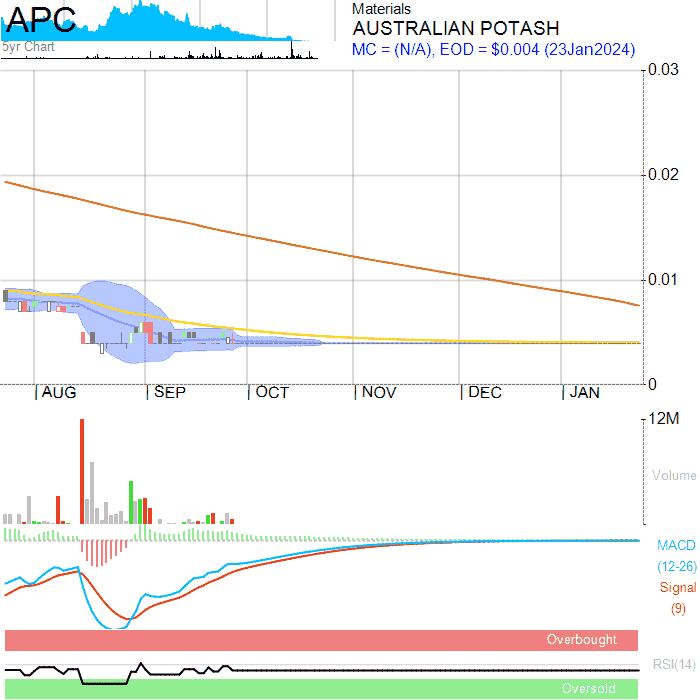 APC
5yr Chart
Materials
AUSTRALIAN POTASH
MC = (N/A), EOD = $0.004 (23Jan2024)
0.03
0.02
0.01
0
AUG SEP OCT NOV DEC JAN
12M
Volume
MACD
(12-26)
Signal
(9)
Overbought
RSI(14)
Oversold